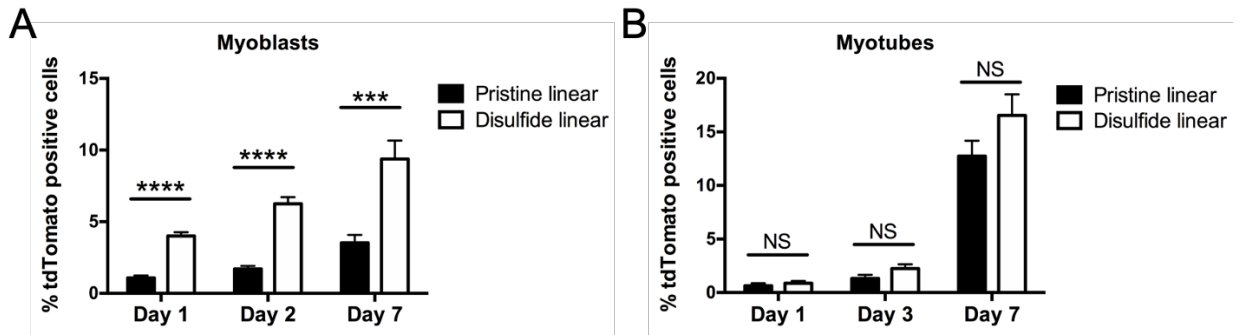 A
Myoblasts
% tdTomato positive cells
15
10
5
0
****
****
***
Day 1
Day 2
Day 7
Pristine linear
Disulfide linear
B
Myotubes
% tdTomato positive cells
20
15
10
5
0
NS
NS
NS
Day 1
Day 3
Day 7
Pristine linear
Disulfide linear